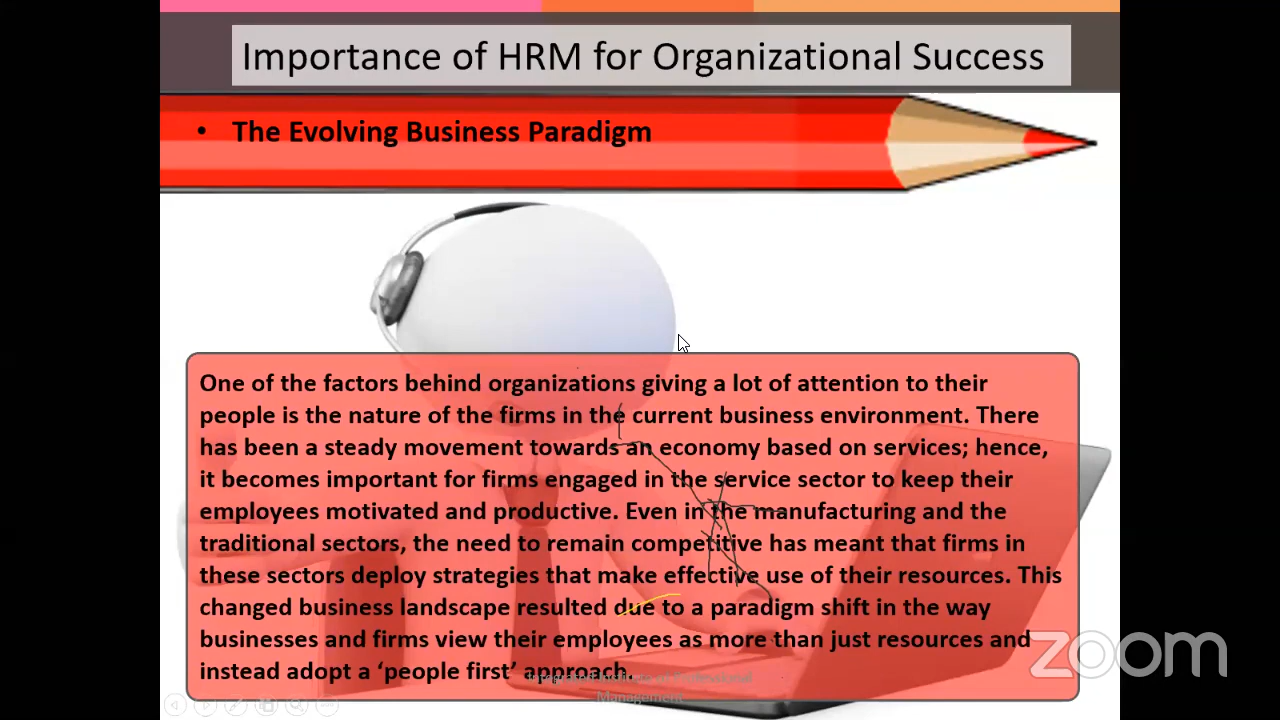 Importance of HRM for Organizational Success
• The Evolving Business Paradigm
One of the factors behind organizations giving a lot of attention to their
people is the nature of the firms in the current business environment. There
has been a steady movement towards an economy based on services; hence,
it becomes important for firms engaged in the service sector to keep their
employees motivated and productive. Even in the manufacturing and the
traditional sectors, the need to remain competitive has meant that firms in
these sectors deploy strategies that make effective use of their resources. This
changed business landscape resulted due to a paradigm shift in the way
businesses and firms view their employees as more than just resources and
instead adopt a ‘people first’ approach.
Institute of Professional
Management
zoom